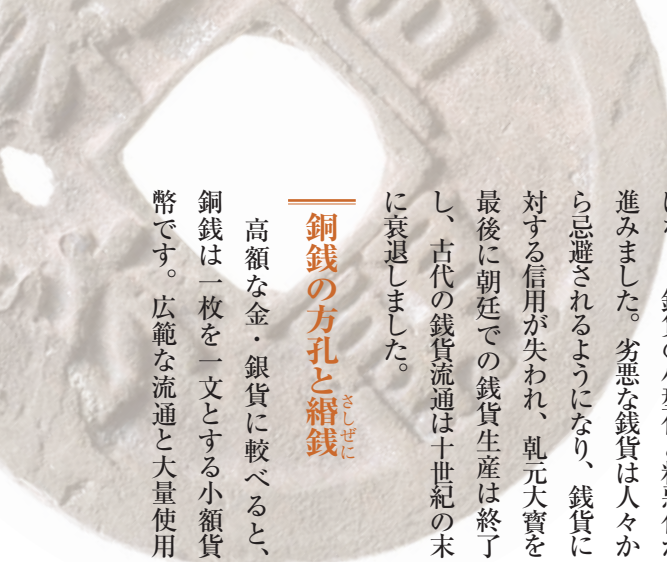 進みました。劣悪な銭貨は人々か
ら忌避されるようになり、銭貨に
対する信用が失われ、乹元大寳を
最後に朝廷での銭貨生産は終了
し、古代の銭貨流通は十世紀の末
に衰退しました。
銅銭の方孔と緡銭
さしぜに
高額な金・銀貨に較べると、
銅銭は一枚を一文とする小額貨
幣です。広範な流通と大量使用